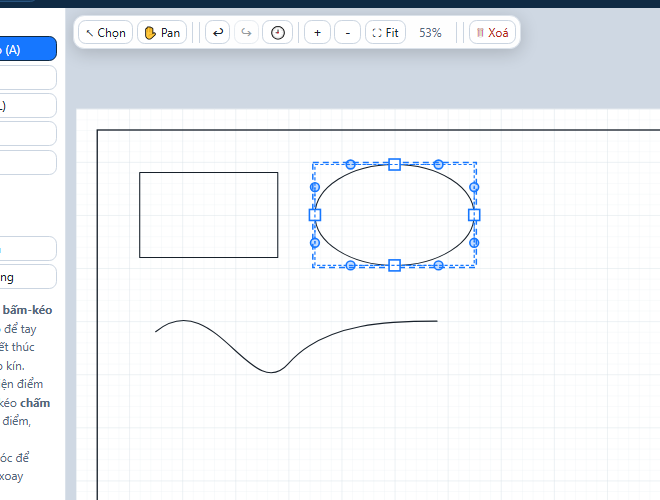 Chọn Pan + - Fit 53% Xoá
(A)
L)
ng
bấm-kéo
để tay
ết thúc
kín.
ện điểm
kéo chấm
điểm,
óc để
xoay